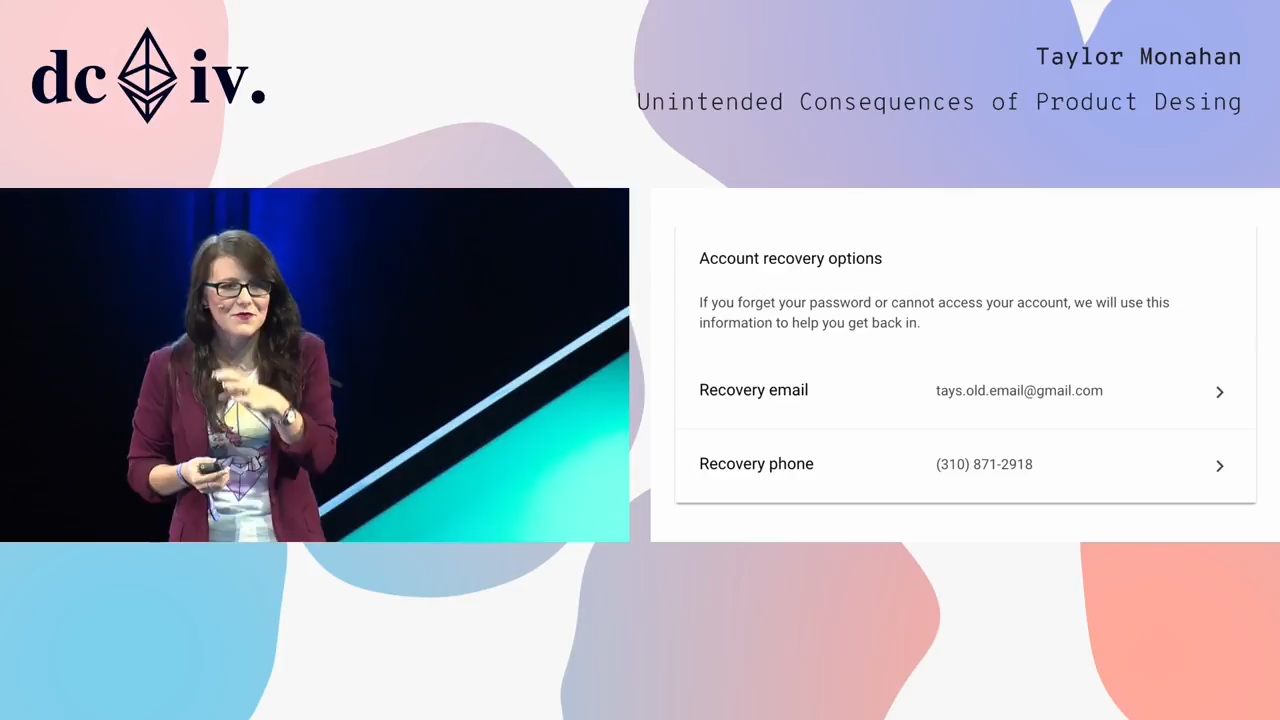 dc iv.
Taylor Monahan
Unintended Consequences of Product Desing
Account recovery options
If you forget your password or cannot access your account, we will use this
information to help you get back in.
Recovery email tays.old.email@gmail.com
Recovery phone (310) 871-2918